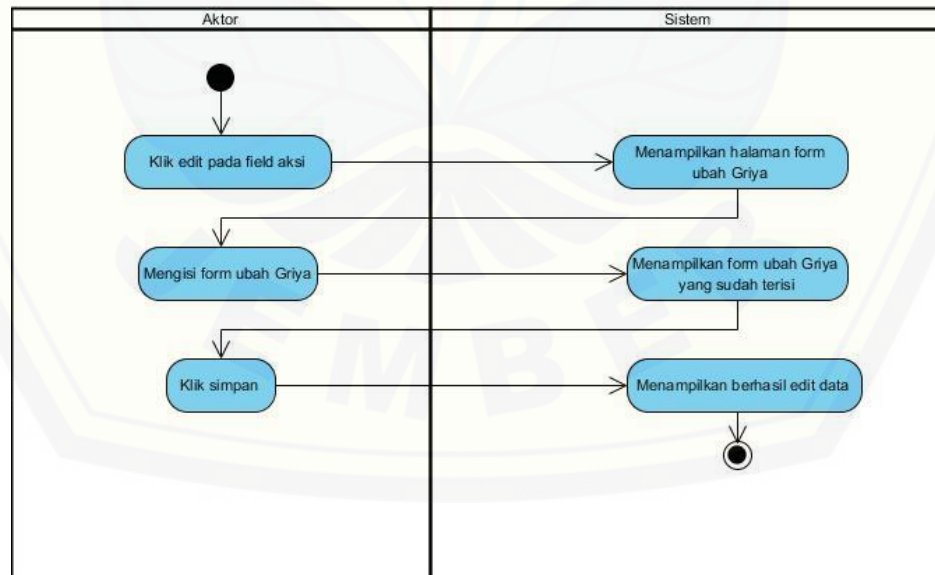 Aktor
Sistem
Klik edit pada field aksi
Menampilkan halaman form
ubah Griya
Mengisi form ubah Griya
Menampilkan form ubah Griya
yang sudah terisi
Klik simpan
Menampilkan berhasil edit data
JEMBER